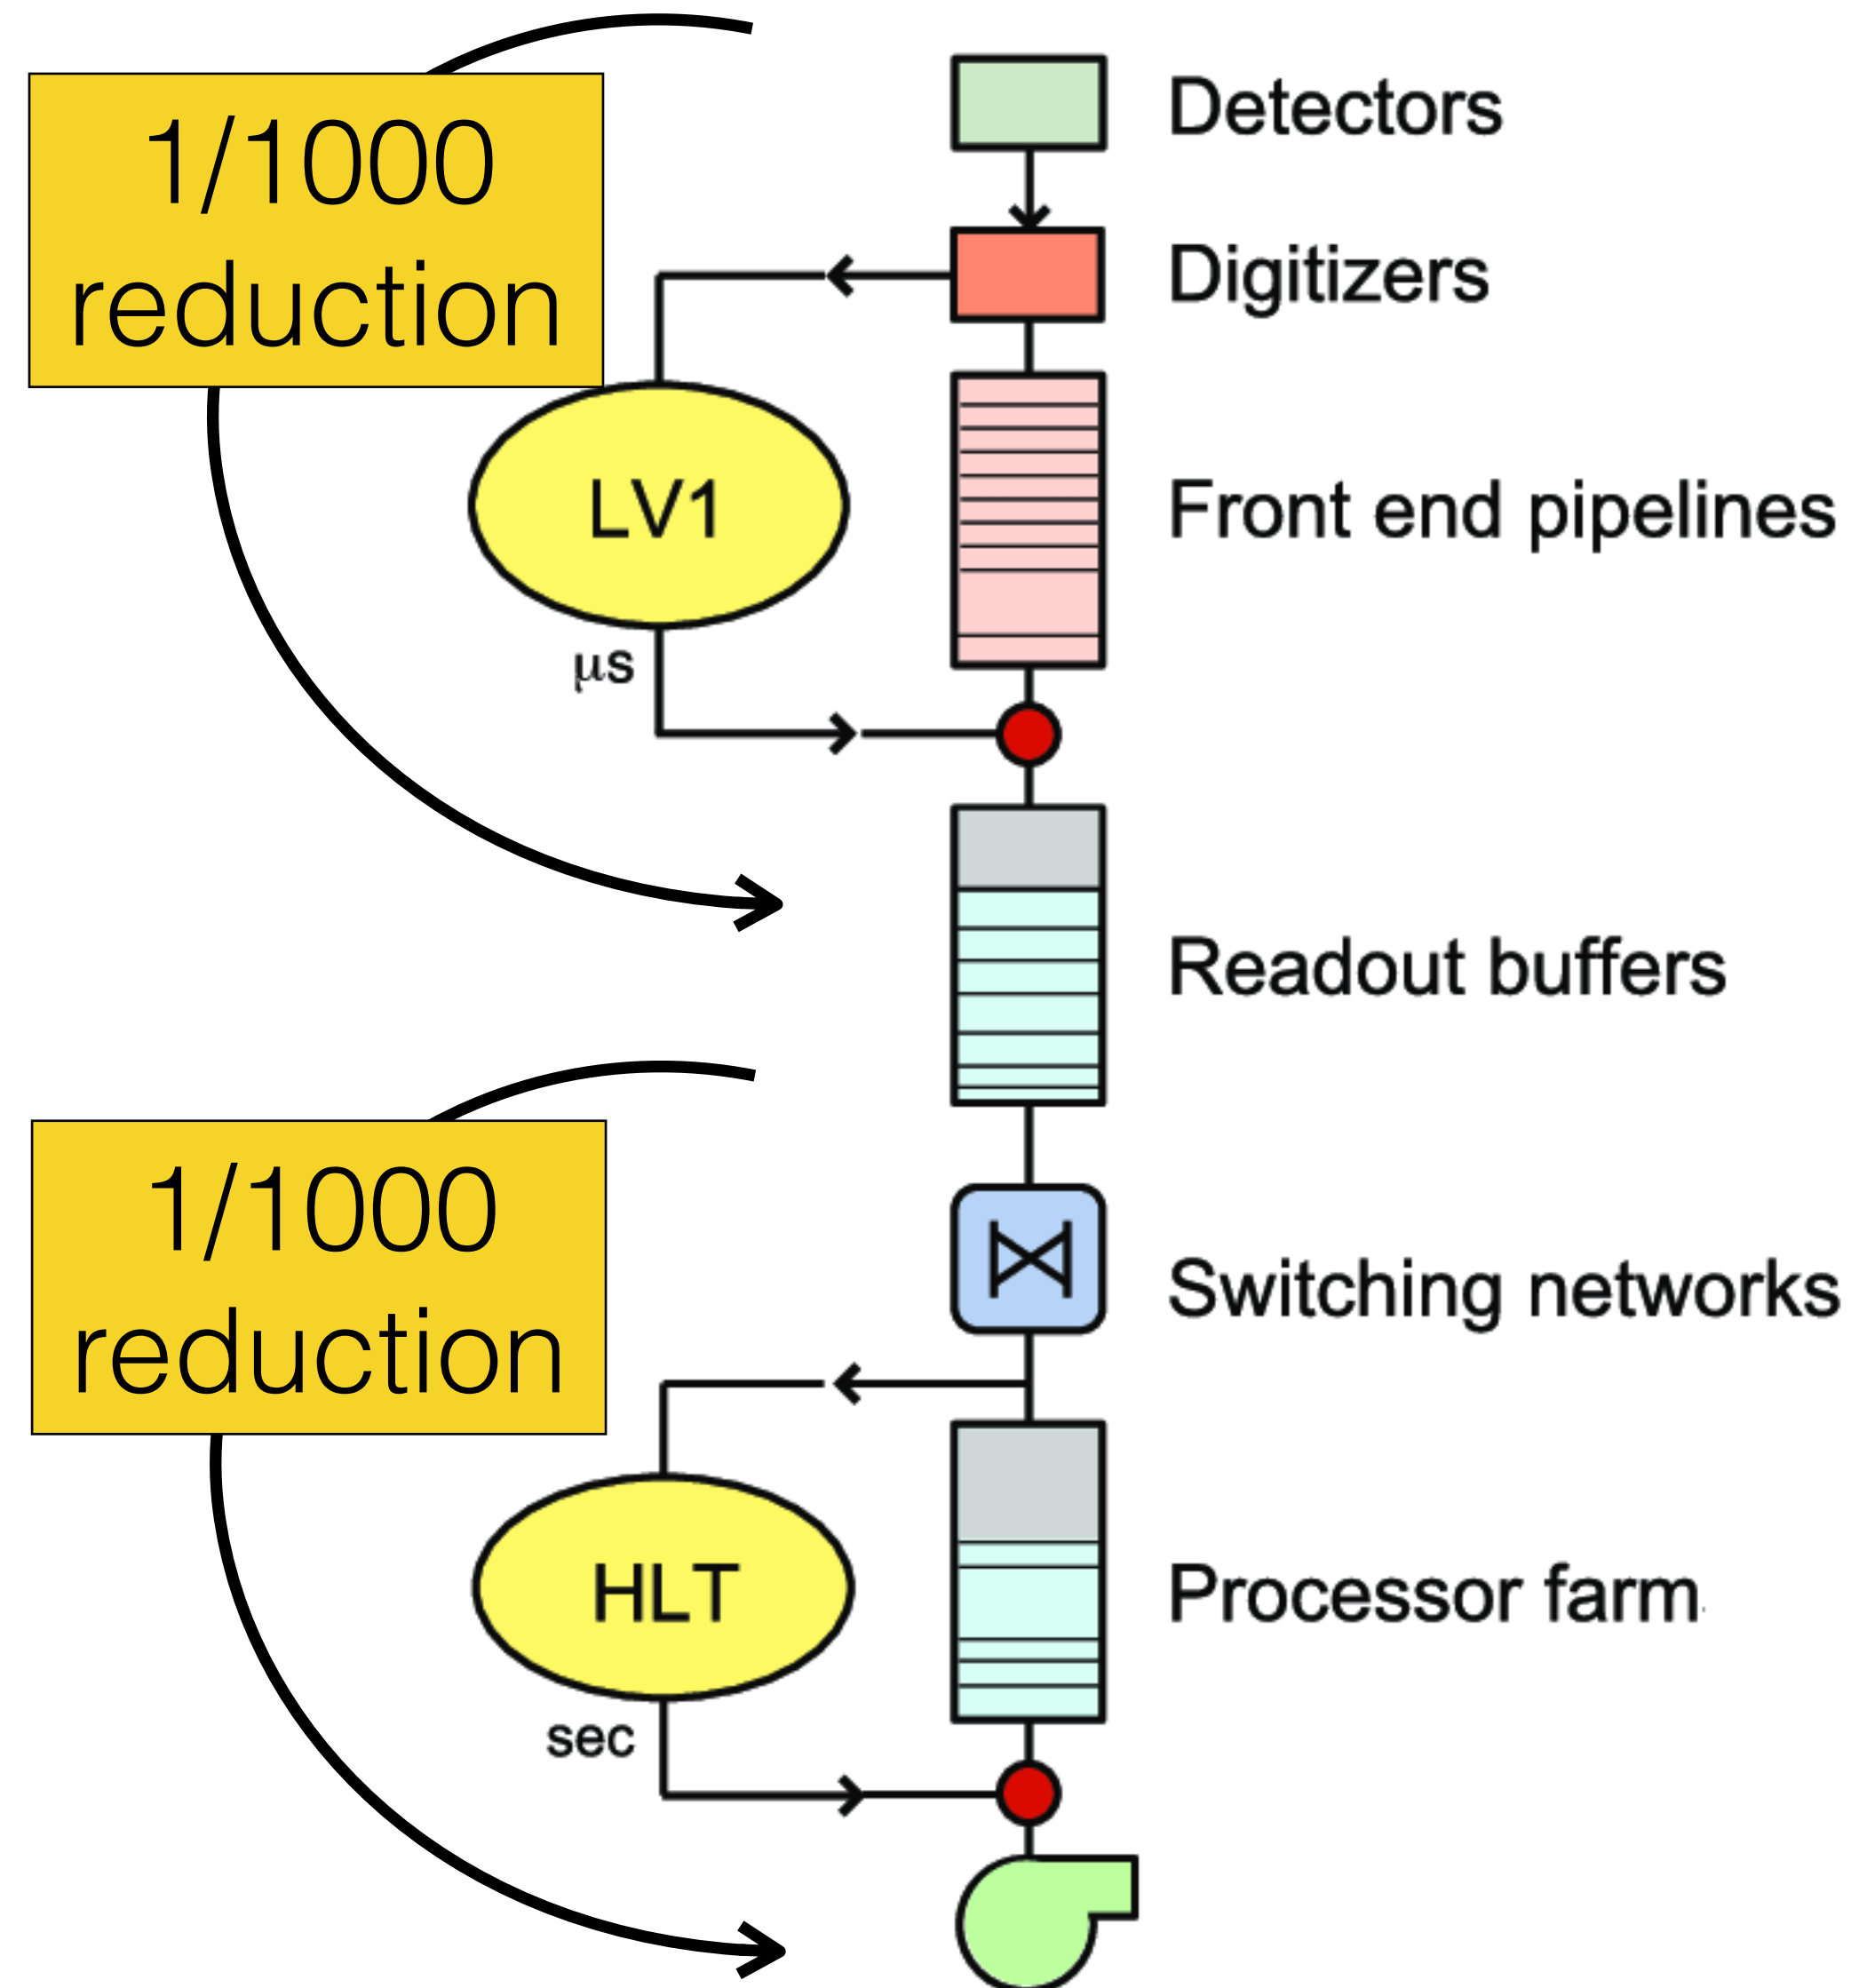 1/1000
reduction
Detectors
Digitizers
Front end pipelines
LV1
μs
Readout buffers
1/1000
reduction
Switching networks
HLT
Processor farm
sec